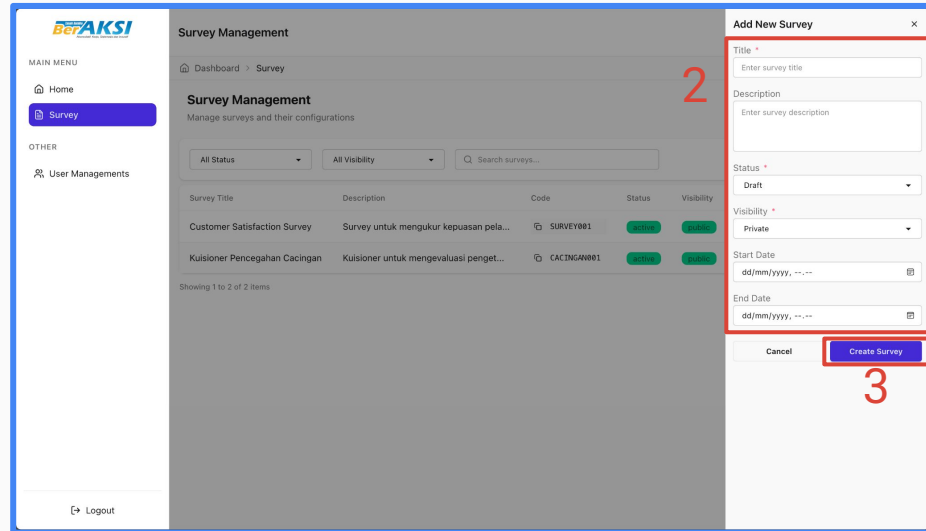 BerAKSI
MAIN MENU
Home
Survey
OTHER
User Managements
Logout
Survey Management
Dashboard > Survey
Survey Management
Manage surveys and their configurations
All Status
All Visibility
Search surveys...
Survey Title Description Code Status Visibility
Customer Satisfaction Survey Survey untuk mengukur kepuasan pela... SURVEY001 active public
Kuisioner Pencegahan Cacingan Kuisioner untuk mengevaluasi penget... CACINGAN001 active public
Showing 1 to 2 of 2 items
2
Add New Survey ×
Title *
Enter survey title
Description
Enter survey description
Status *
Draft
Visibility *
Private
Start Date
dd/mm/yyyy, --.--
End Date
dd/mm/yyyy, --.--
Cancel Create Survey
3